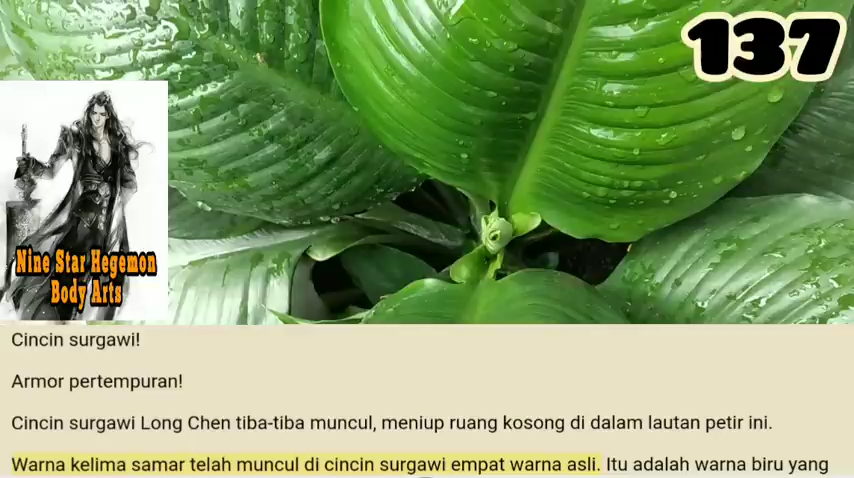 137
Nine Star Hegemon
Body Arts
Cincin surgawi!
Armor pertempuran!
Cincin surgawi Long Chen tiba-tiba muncul, meniup ruang kosong di dalam lautan petir ini.
Warna kelima samar telah muncul di cincin surgawi empat warna asli. Itu adalah warna biru yang